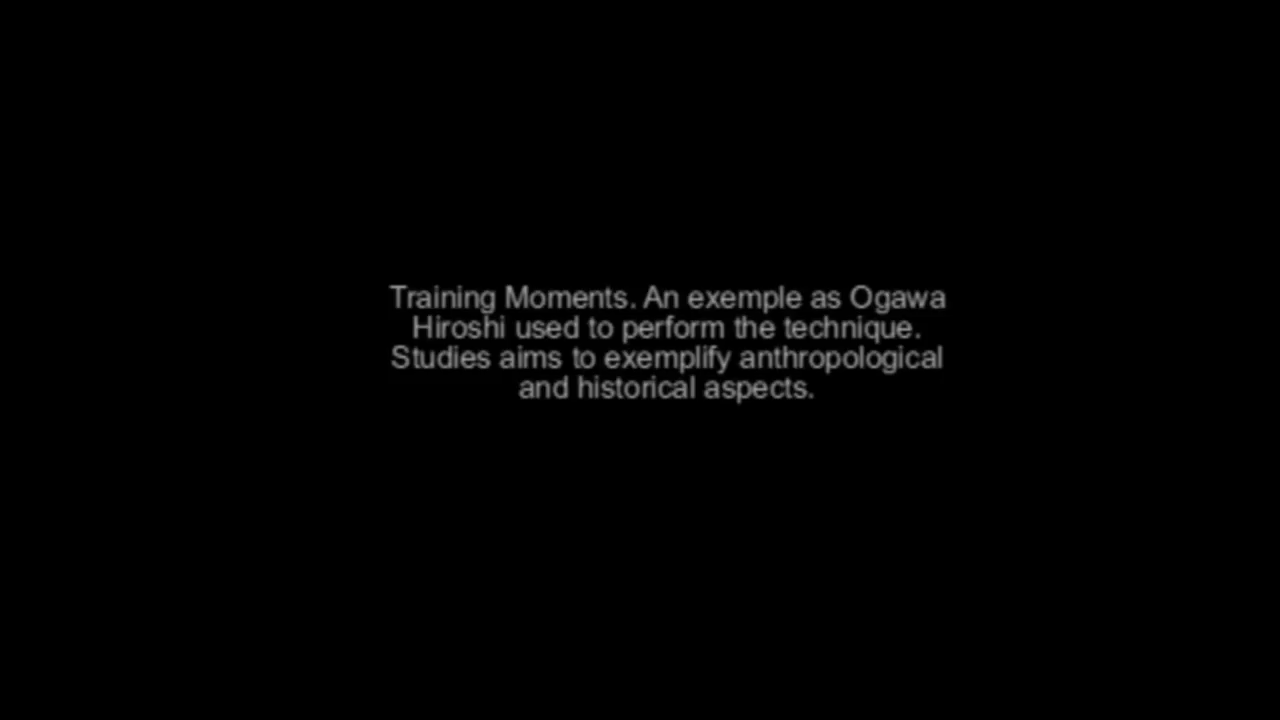 Training Moments. An exemple as Ogawa
Hiroshi used to perform the technique.
Studies aims to exemplify anthropological
and historical aspects.